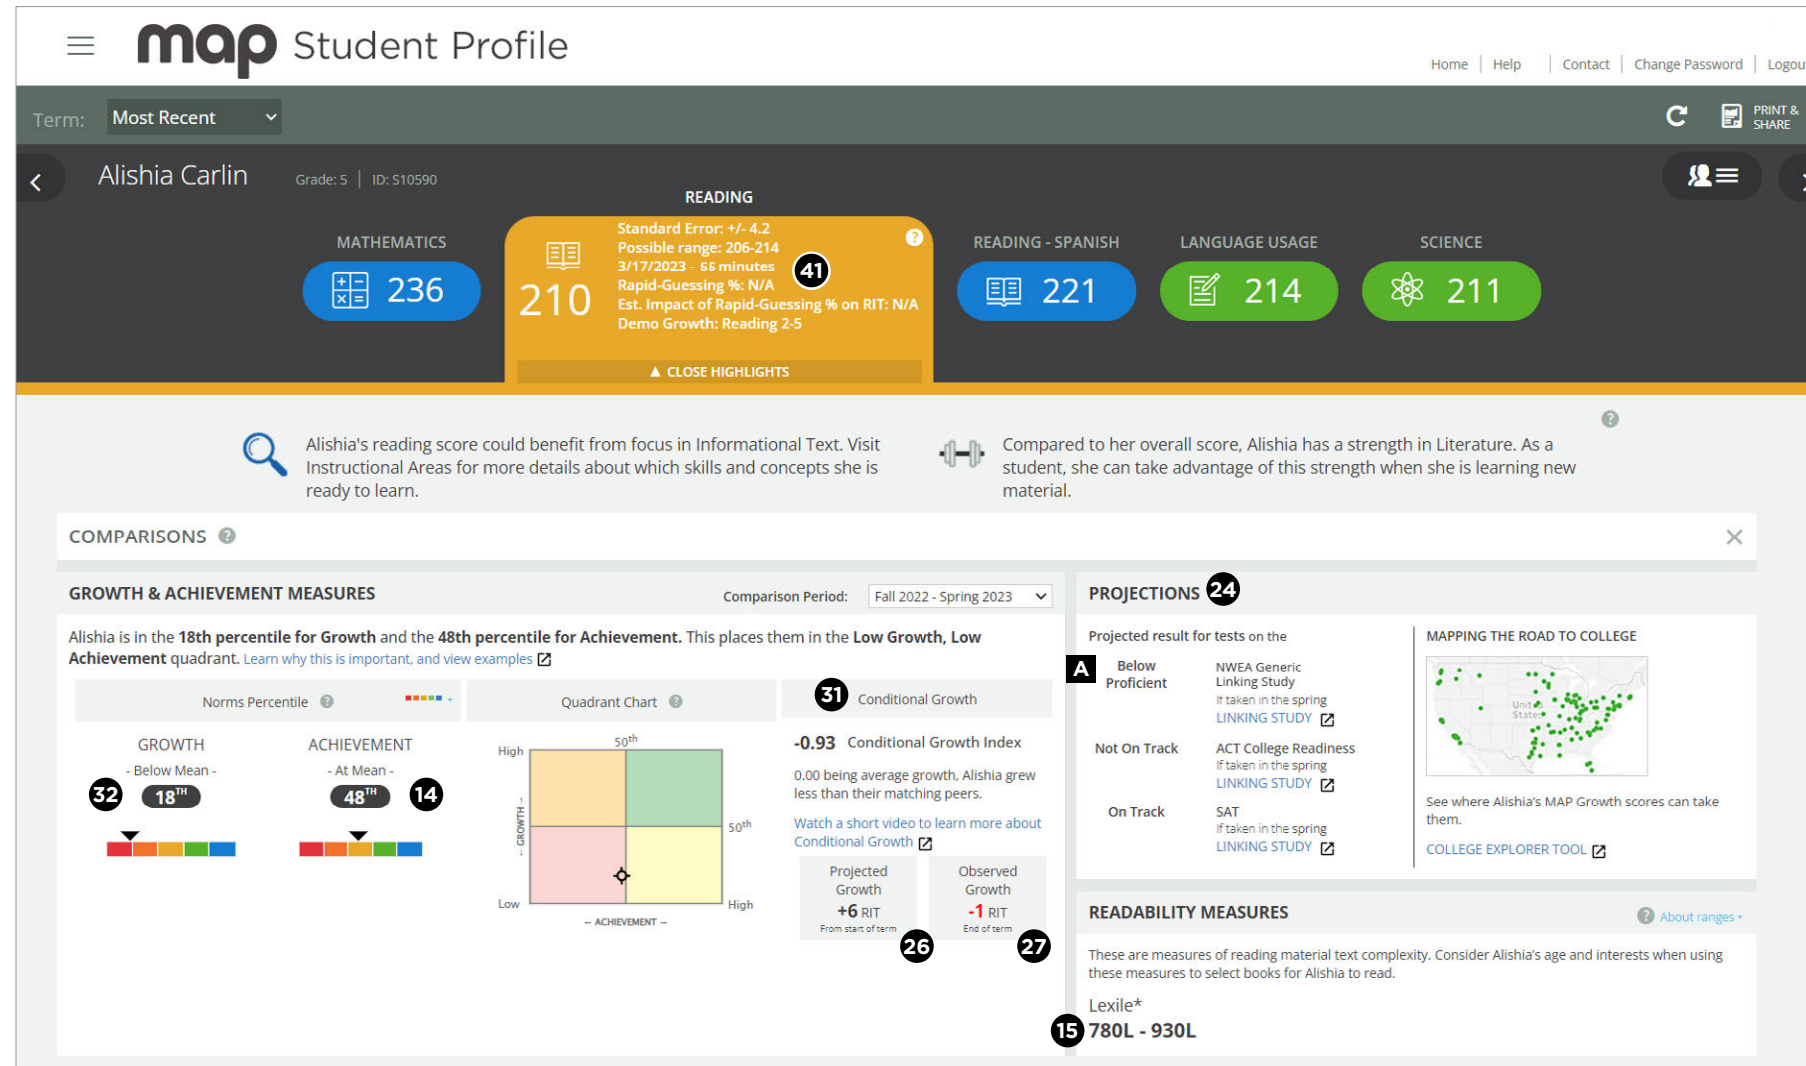 map Student Profile
Home | Help | Contact | Change Password | Logou
Term: Most Recent
PRINT &
SHARE
Alishia Carlin Grade: 5 | ID: S10590
READING
MATHEMATICS
236
210
Standard Error: +/- 4.2
Possible range: 206-214
3/17/2023 - 55 minutes
41
Rapid-Guessing %: N/A
Est. Impact of Rapid-Guessing % on RIT: N/A
Demo Growth: Reading 2-5
?
▲ CLOSE HIGHLIGHTS
READING - SPANISH
221
LANGUAGE USAGE
214
SCIENCE
211
?
Alishia's reading score could benefit from focus in Informational Text. Visit
Instructional Areas for more details about which skills and concepts she is
ready to learn.
Compared to her overall score, Alishia has a strength in Literature. As a
student, she can take advantage of this strength when she is learning new
material.
COMPARISONS ?
GROWTH & ACHIEVEMENT MEASURES
Comparison Period: Fall 2022 - Spring 2023
Alishia is in the 18th percentile for Growth and the 48th percentile for Achievement. This places them in the Low Growth, Low
Achievement quadrant. Learn why this is important, and view examples
Norms Percentile ?
GROWTH
- Below Mean -
32 18TH
ACHIEVEMENT
- At Mean -
48TH 14
Quadrant Chart ?
High
50th
50th
← GROWTH →
Low
High
← ACHIEVEMENT →
31 Conditional Growth
-0.93 Conditional Growth Index
0.00 being average growth, Alishia grew
less than their matching peers.
Watch a short video to learn more about
Conditional Growth
Projected
Growth
+6 RIT
From start of term
26
Observed
Growth
-1 RIT
End of term
27
PROJECTIONS 24
Projected result for tests on the
A
Below
Proficient
NWEA Generic
Linking Study
If taken in the spring
LINKING STUDY
Not On Track
ACT College Readiness
If taken in the spring
LINKING STUDY
On Track
SAT
If taken in the spring
LINKING STUDY
MAPPING THE ROAD TO COLLEGE
United
States
See where Alishia's MAP Growth scores can take
them.
COLLEGE EXPLORER TOOL
READABILITY MEASURES
? About ranges
These are measures of reading material text complexity. Consider Alishia's age and interests when using
these measures to select books for Alishia to read.
Lexile*
15 780L - 930L